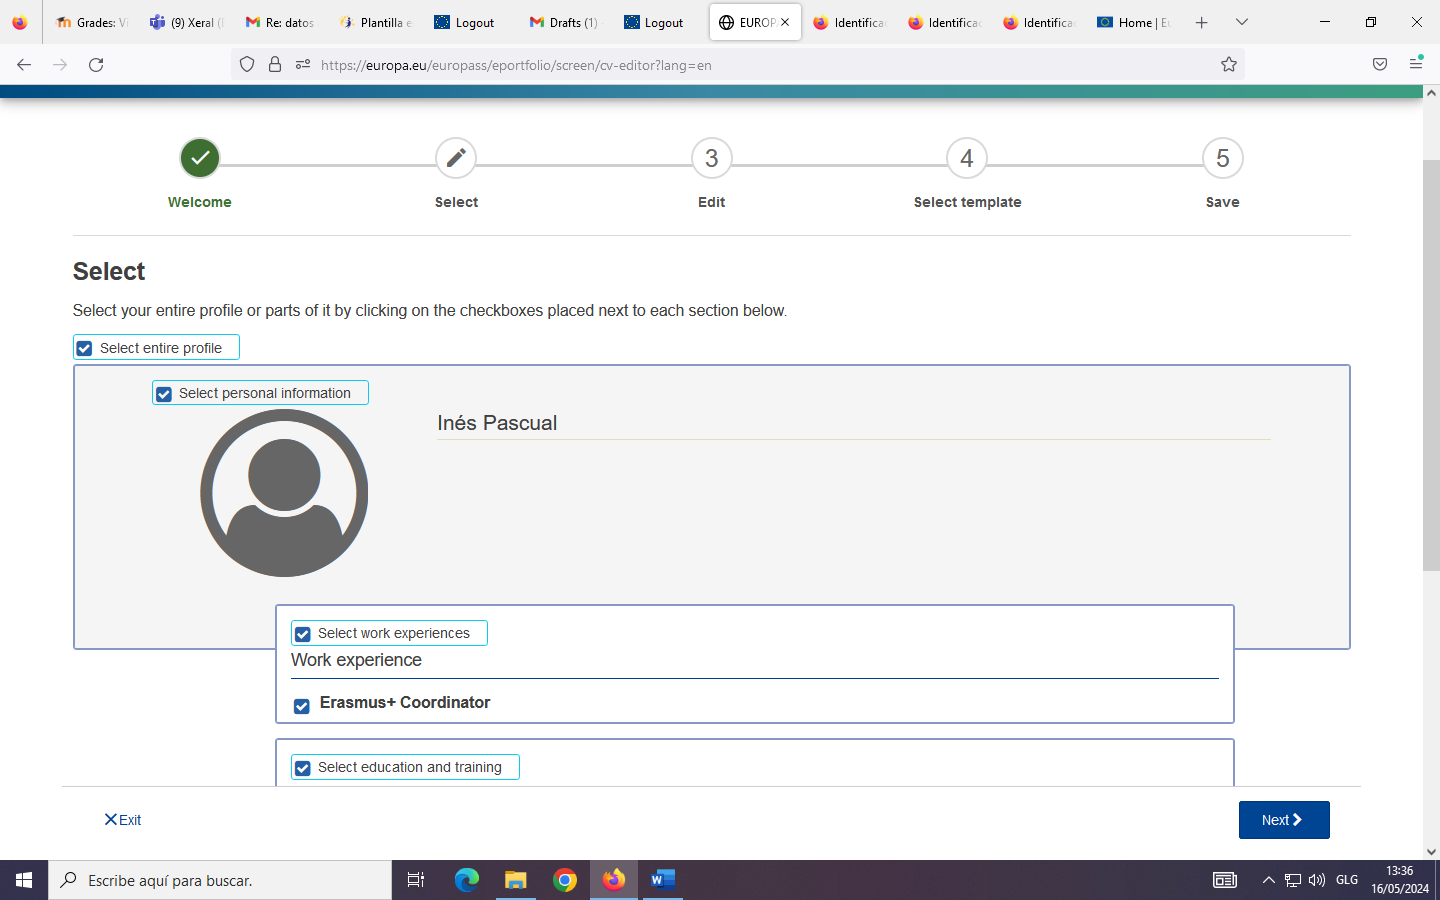 Grades: Vi
(9) Xeral (
Re: datos
Plantilla e
Logout
Drafts (1)
Logout
EUROP
Identifica
Identifica
Identifica
Home | Eu
https://europa.eu/europass/eportfolio/screen/cv-editor?lang=en
3
4
5
Welcome
Select
Edit
Select template
Save
Select
Select your entire profile or parts of it by clicking on the checkboxes placed next to each section below.
Select entire profile
Select personal information
Inés Pascual
Select work experiences
Work experience
Erasmus+ Coordinator
Select education and training
Exit
Next
Escribe aquí para buscar.
GLG
13:36
16/05/2024